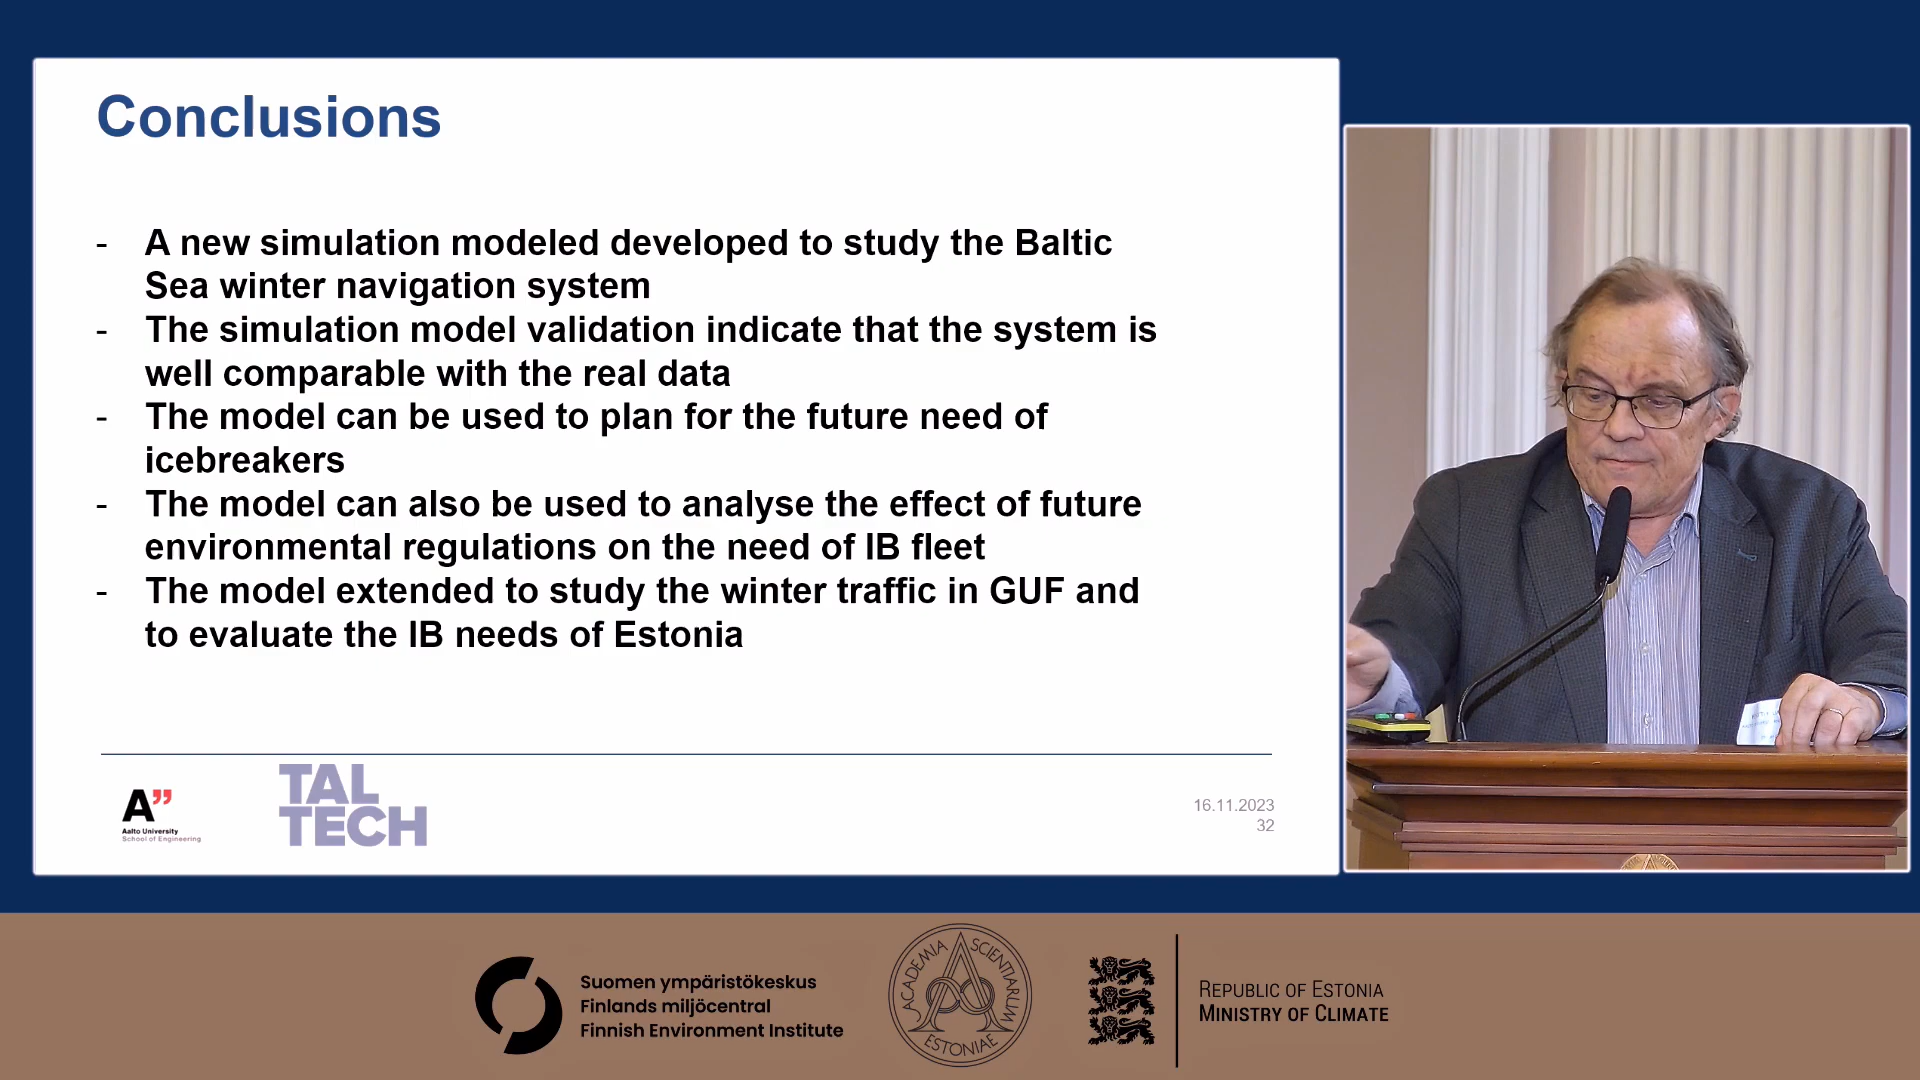 Conclusions
- A new simulation modeled developed to study the Baltic
Sea winter navigation system
- The simulation model validation indicate that the system is
well comparable with the real data
- The model can be used to plan for the future need of
icebreakers
- The model can also be used to analyse the effect of future
environmental regulations on the need of IB fleet
- The model extended to study the winter traffic in GUF and
to evaluate the IB needs of Estonia
A”
Aalto University
School of Engineering
TAL
TECH
16.11.2023
32
Suomen ympäristökeskus
Finlands miljöcentral
Finnish Environment Institute
ACADEMIA SCIENTIARUM
ESTONIAE
REPUBLIC OF ESTONIA
MINISTRY OF CLIMATE